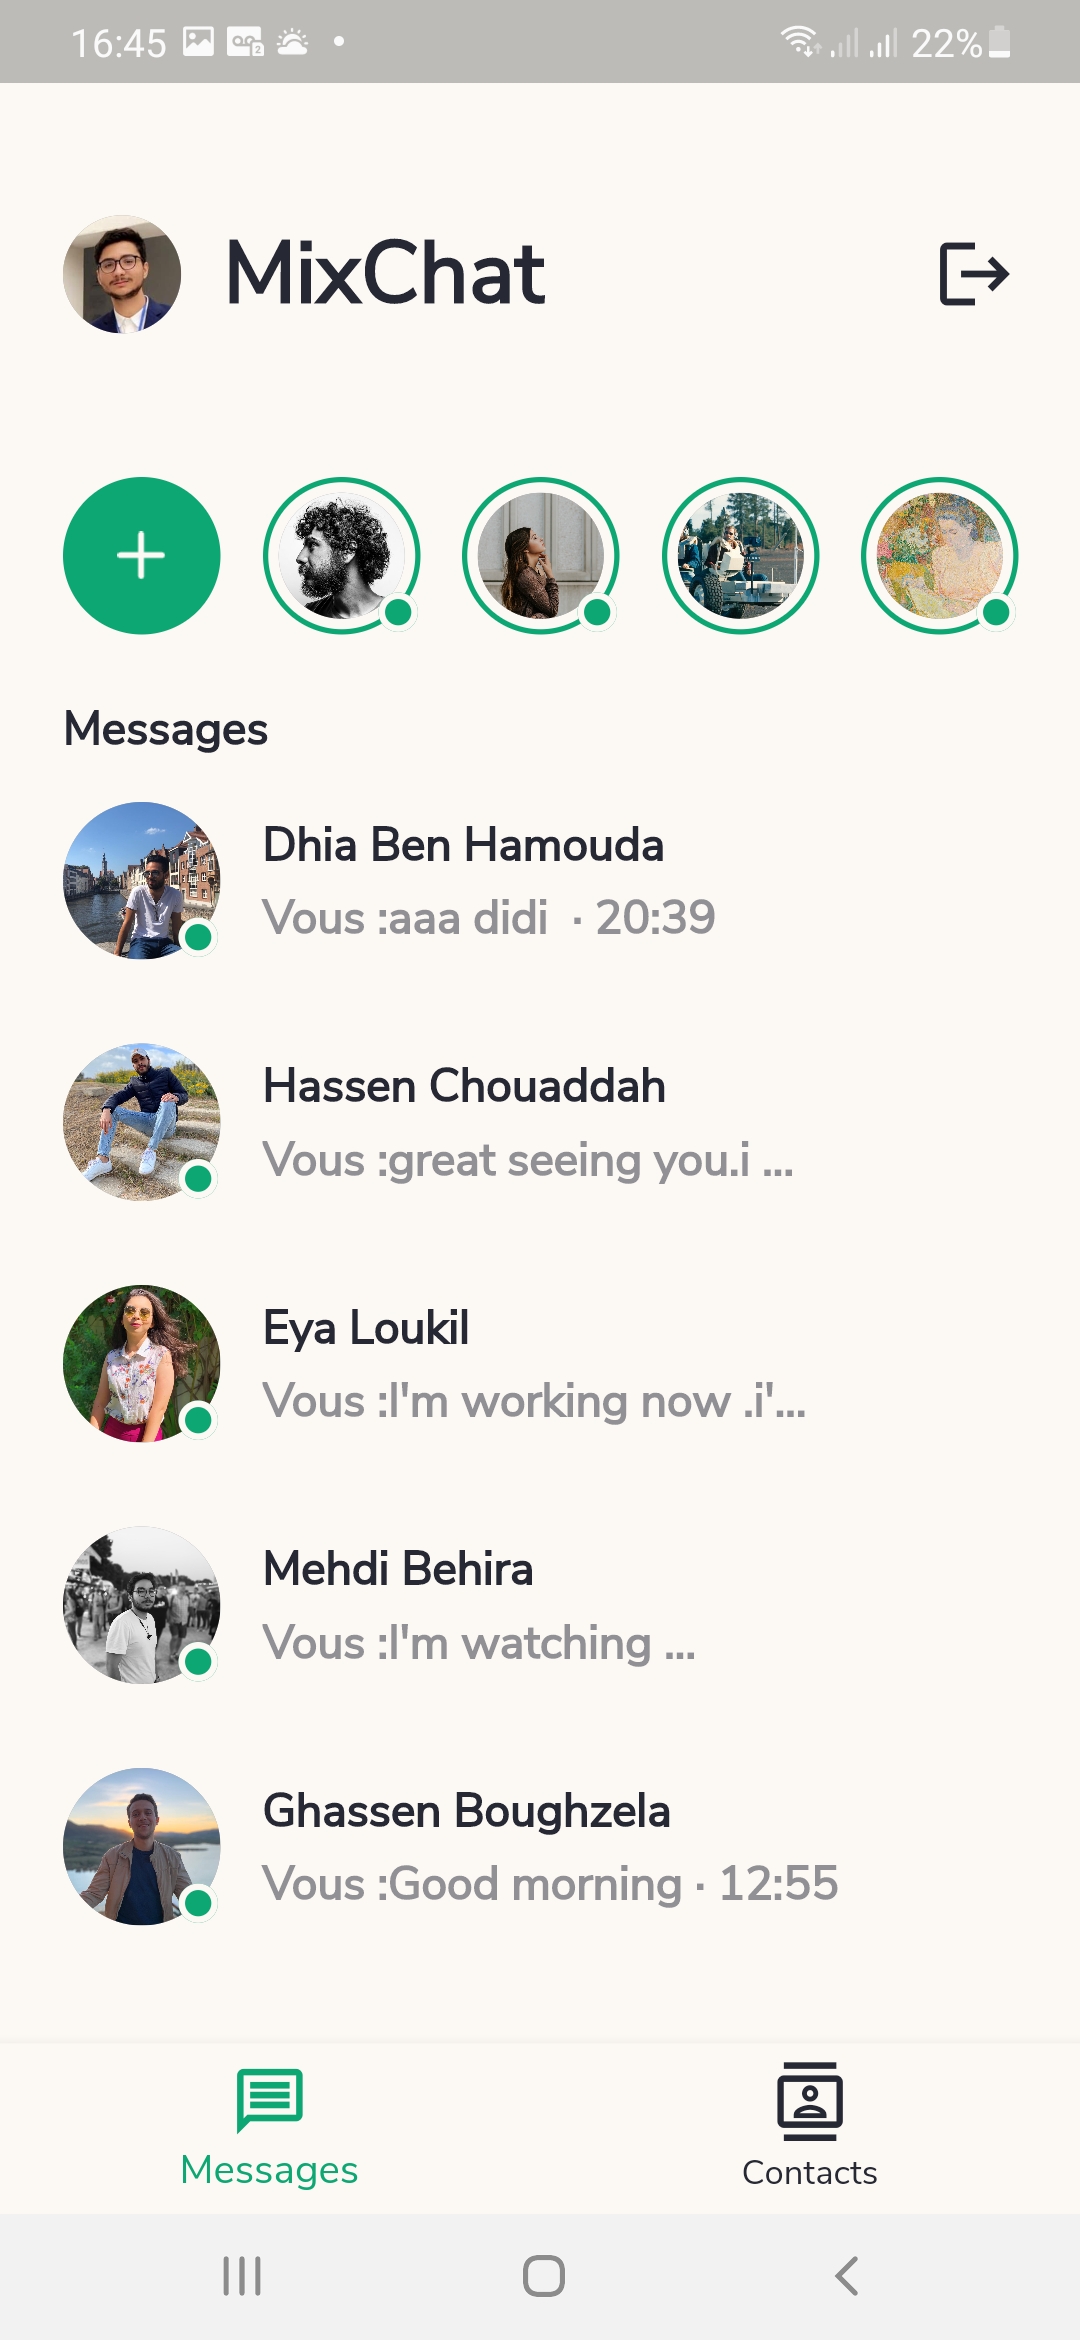 16:45 2 22%
MixChat
Messages
Dhia Ben Hamouda
Vous :aaa didi · 20:39
Hassen Chouaddah
Vous :great seeing you.i ...
Eya Loukil
Vous :I'm working now .i'...
Mehdi Behira
Vous :I'm watching ...
Ghassen Boughzela
Vous :Good morning · 12:55
Messages
Contacts